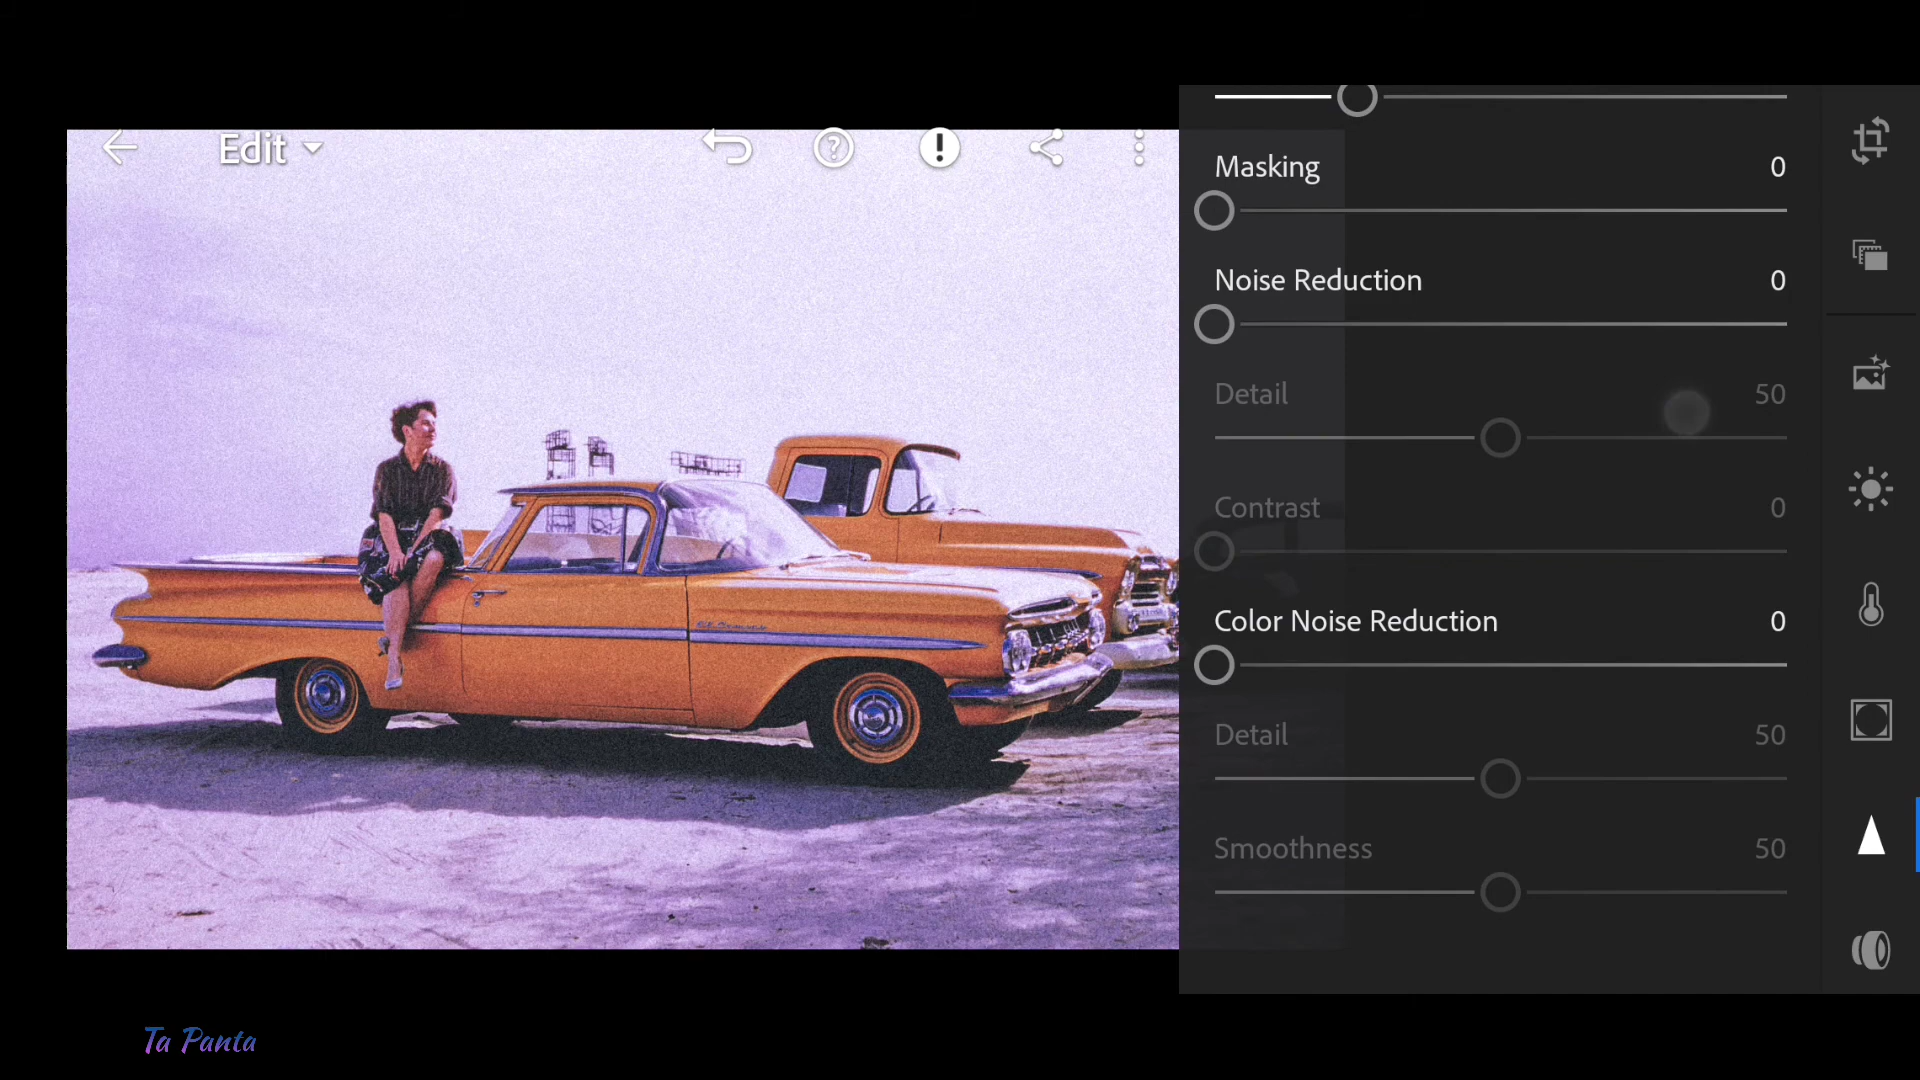 Edit
Masking 0
Noise Reduction 0
Detail 50
Contrast 0
Color Noise Reduction 0
Detail 50
Smoothness 50
Ta Panta